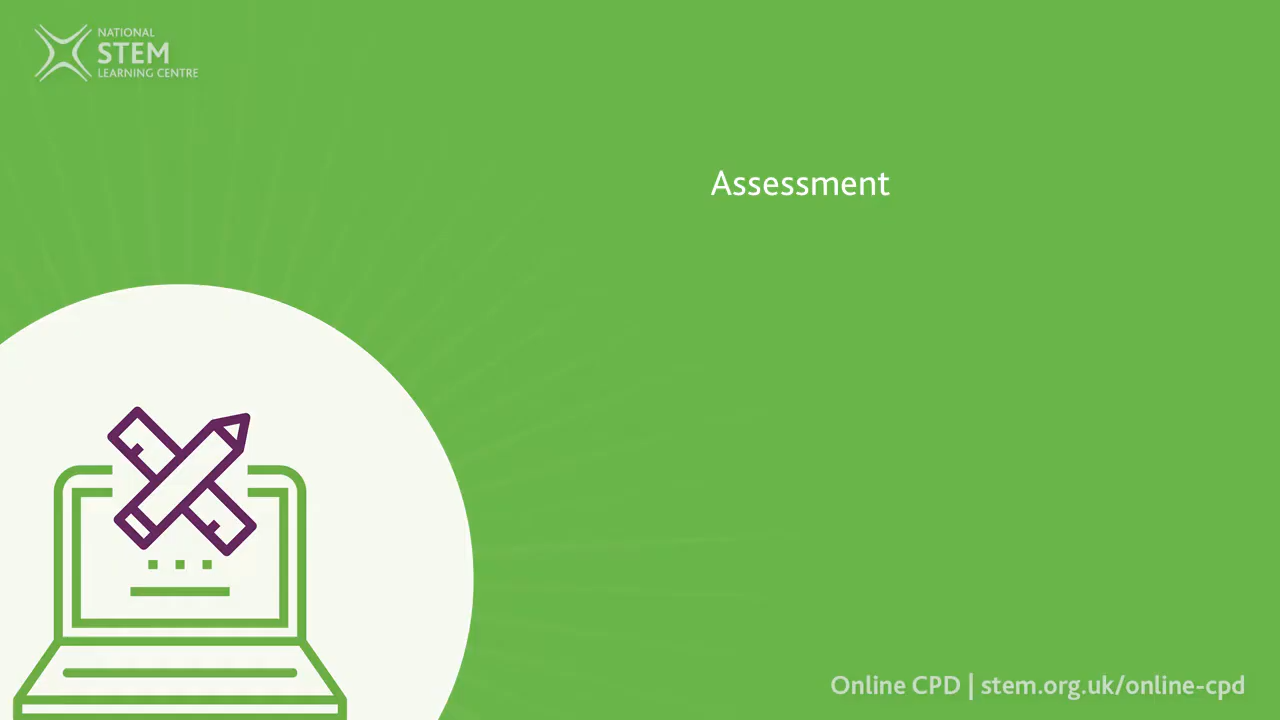 NATIONAL
STEM
LEARNING CENTRE
Assessment
Online CPD | stem.org.uk/online-cpd